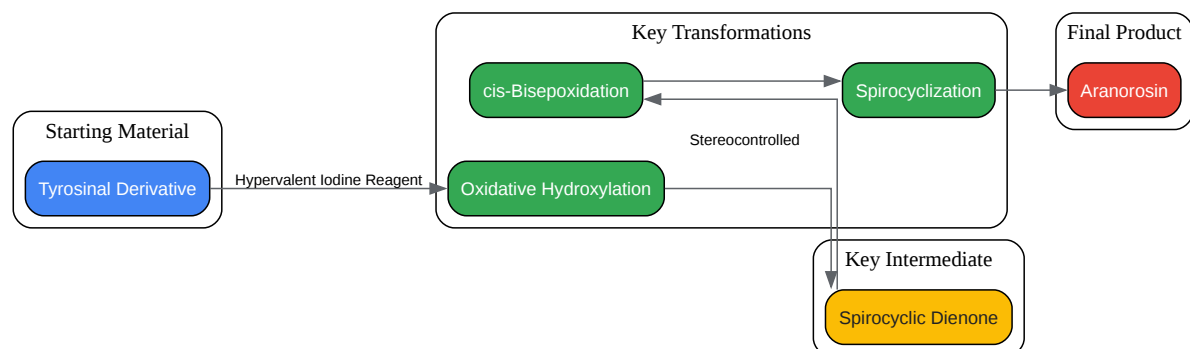 Key Transformations
Final Product
cis-Bisepoxidation
Spirocyclization
Aranorosin
Starting Material
Stereocontrolled
Tyrosinal Derivative
Hypervalent Iodine Reagent
Oxidative Hydroxylation
Key Intermediate
Spirocyclic Dienone